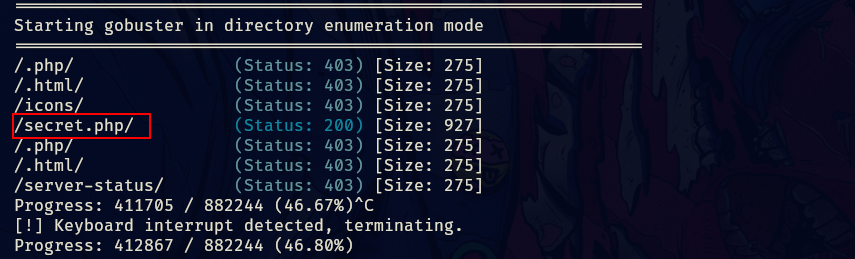 Starting gobuster in directory enumeration mode
/.php/ (Status: 403) [Size: 275]
/.html/ (Status: 403) [Size: 275]
/icons/ (Status: 403) [Size: 275]
/secret.php/ (Status: 200) [Size: 927]
/.php/ (Status: 403) [Size: 275]
/.html/ (Status: 403) [Size: 275]
/server-status/ (Status: 403) [Size: 275]
Progress: 411705 / 882244 (46.67%)^C
[!] Keyboard interrupt detected, terminating.
Progress: 412867 / 882244 (46.80%)